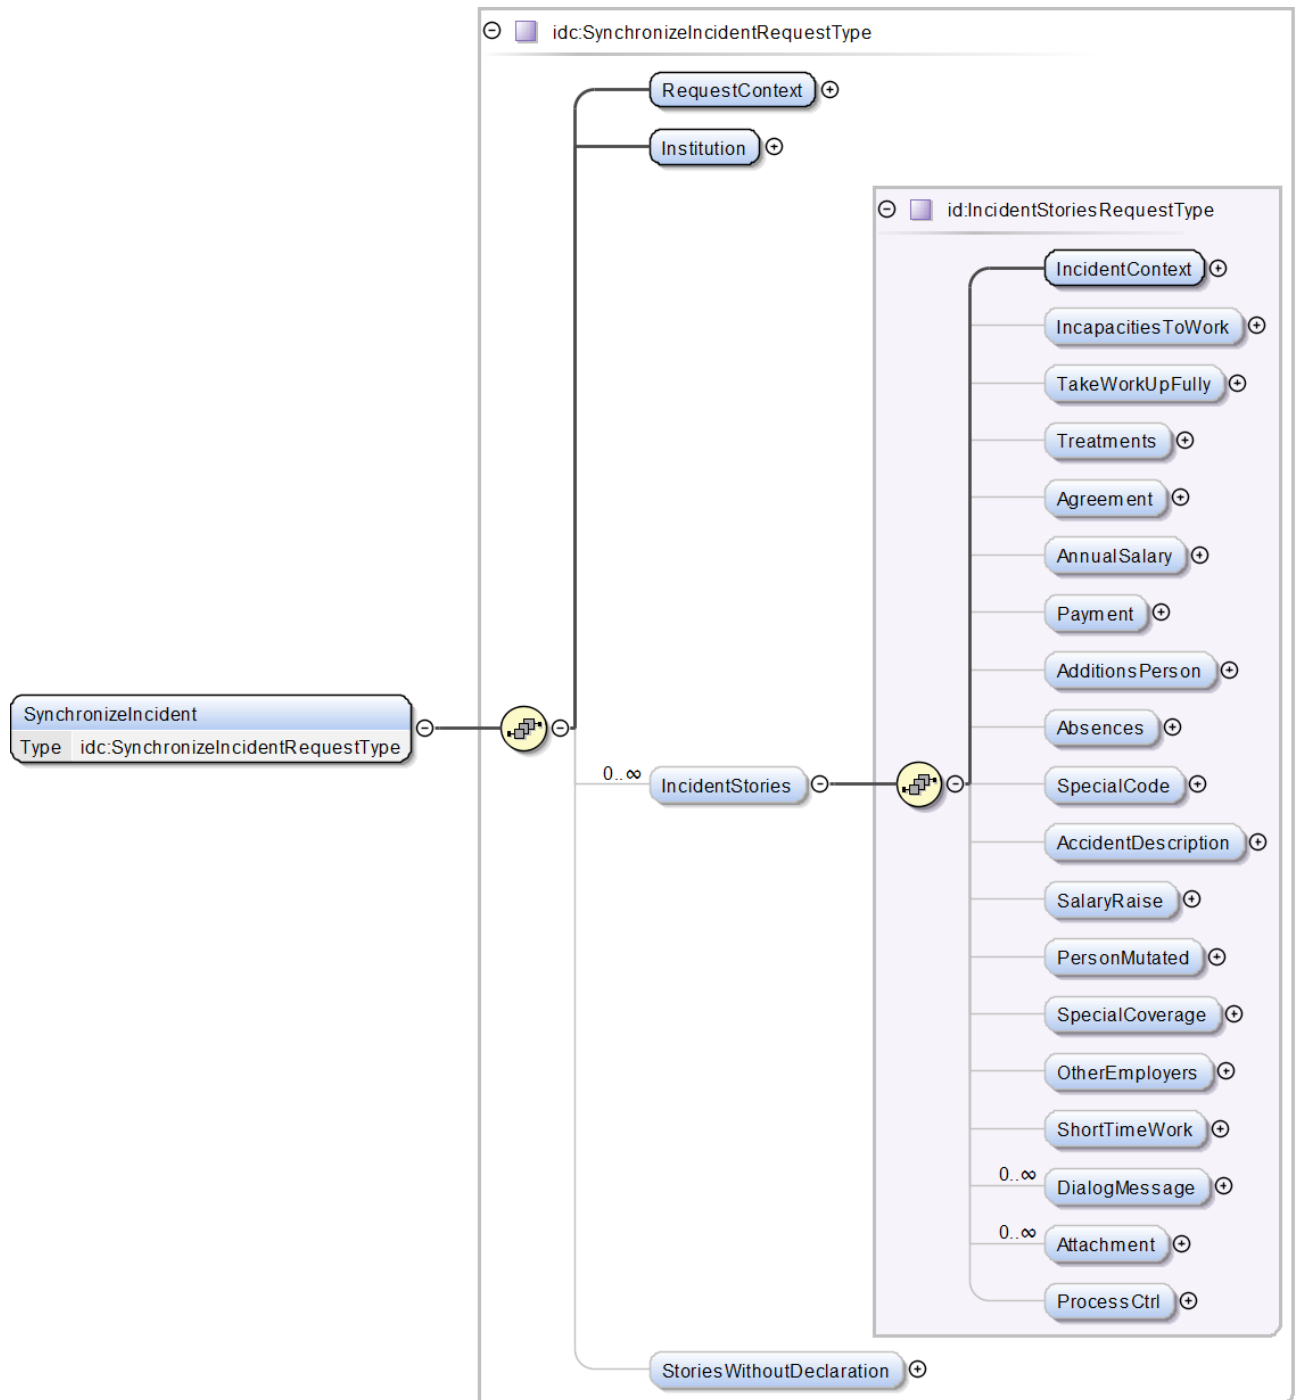 idc:SynchronizeIncidentRequestType
RequestContext
Institution
id:IncidentStoriesRequestType
IncidentContext
IncapacitiesToWork
TakeWorkUpFully
Treatments
Agreement
AnnualSalary
Payment
AdditionsPerson
Absences
SynchronizeIncident
Type idc:SynchronizeIncidentRequestType
0..∞ IncidentStories
SpecialCode
AccidentDescription
SalaryRaise
PersonMutated
SpecialCoverage
OtherEmployers
ShortTimeWork
0..∞ DialogMessage
0..∞ Attachment
ProcessCtrl
StoriesWithoutDeclaration